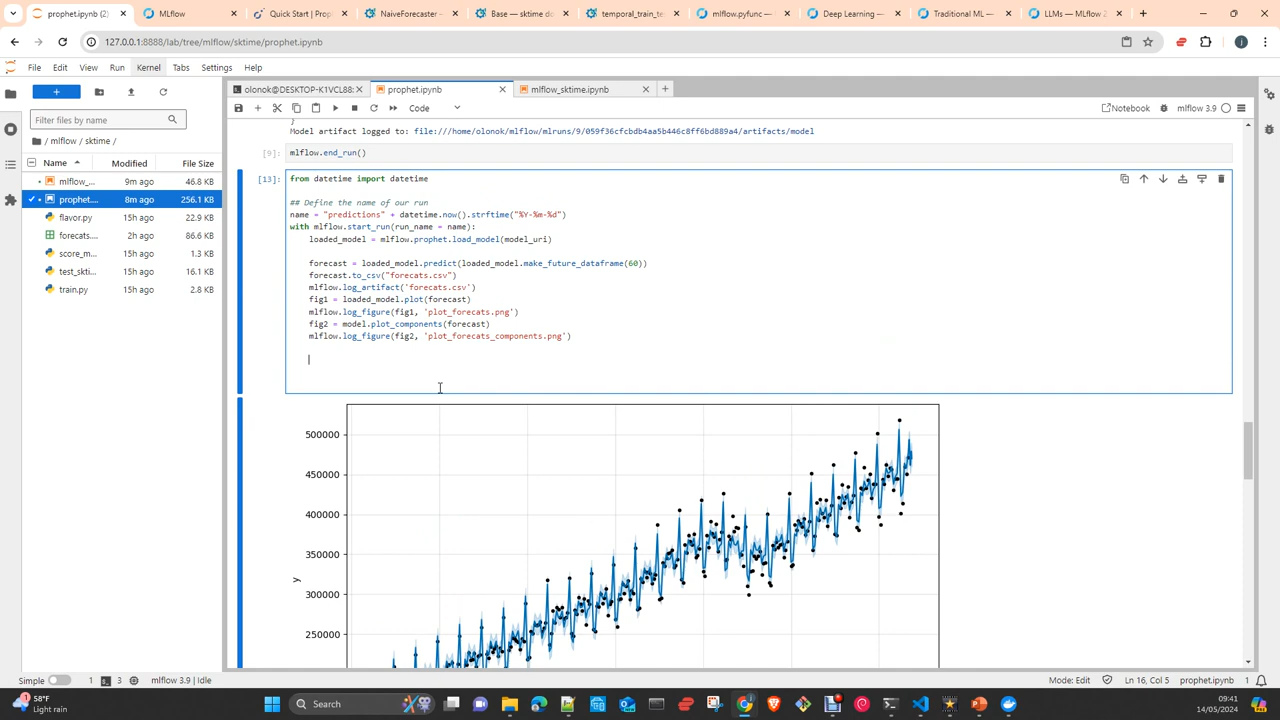 prophet.ipynb (2)
MLflow
Quick Start | Prop
NaiveForecaster —
Base — sktime do
temporal_train_te
mlflow.pyfunc —
Deep Learning —
Traditional ML —
LLMs — MLflow 2
127.0.0.1:8888/lab/tree/mlflow/sktime/prophet.ipynb
File Edit View Run Kernel Tabs Settings Help
olonok@DESKTOP-K1VCL88:
prophet.ipynb
mlflow_sktime.ipynb
Code
Notebook
mlflow 3.9
Filter files by name
/ mlflow / sktime /
Name Modified File Size
mlflow_... 9m ago 46.8 KB
prophet.... 8m ago 256.1 KB
flavor.py 15h ago 22.9 KB
forecats.... 2h ago 86.6 KB
score_m... 15h ago
test_skti... 15h ago 16.1 KB
train.py 15h ago 2.8 KB
}
Model artifact logged to: file:///home/olonok/mlflow/mlruns/9/059f36cfcbdb4aa5b446c8ff6bd889a4/artifacts/model
[9]: mlflow.end_run()
[13]: from datetime import datetime
## Define the name of our run
name = "predictions" + datetime.now().strftime("%Y-%m-%d")
with mlflow.start_run(run_name = name):
loaded_model = mlflow.prophet.load_model(model_uri)
forecast = loaded_model.predict(loaded_model.make_future_dataframe(60))
forecast.to_csv("forecats.csv")
mlflow.log_artifact('forecats.csv')
fig1 = loaded_model.plot(forecast)
mlflow.log_figure(fig1, 'plot_forecats.png')
fig2 = model.plot_components(forecast)
mlflow.log_figure(fig2, 'plot_forecats_components.png')
500000
450000
400000
350000
300000
250000
y
Simple 1 3 mlflow 3.9 | Idle
Mode: Edit Ln 16, Col 5 prophet.ipynb 1
1
58°F
Light rain
Search
09:41
14/05/2024